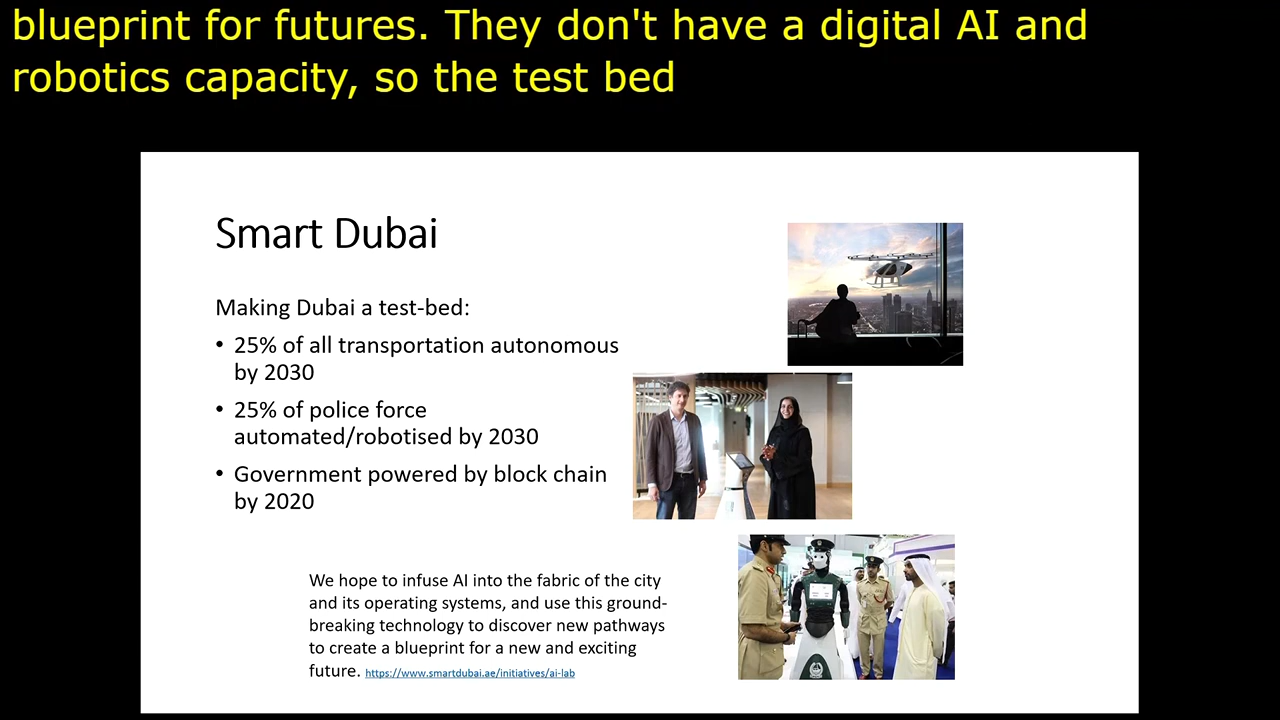 blueprint for futures. They don't have a digital AI and
robotics capacity, so the test bed
Smart Dubai
Making Dubai a test-bed:
• 25% of all transportation autonomous
by 2030
• 25% of police force
automated/robotised by 2030
• Government powered by block chain
by 2020
We hope to infuse AI into the fabric of the city
and its operating systems, and use this ground-
breaking technology to discover new pathways
to create a blueprint for a new and exciting
future. https://www.smartdubai.ae/initiatives/ai-lab